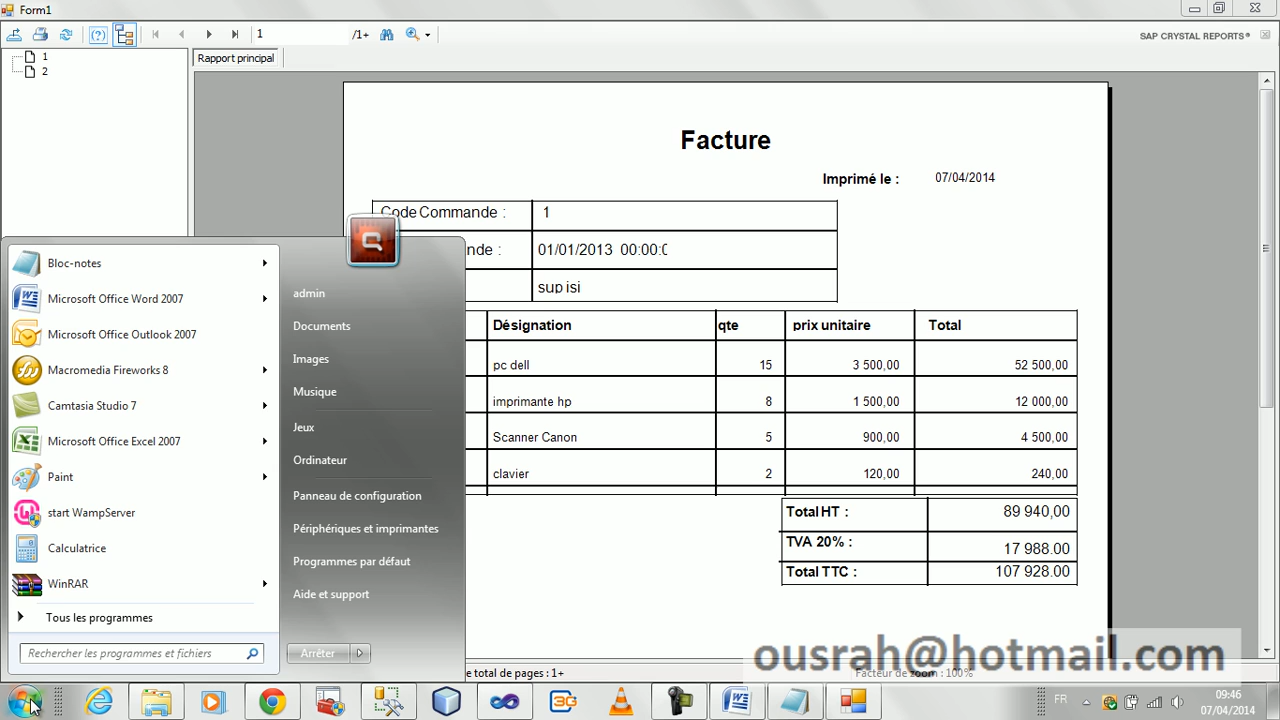 Form1
1
/1+
SAP CRYSTAL REPORTS®
1
2
Rapport principal
Facture
Imprimé le :
07/04/2014
Code Commande :
1
nde :
01/01/2013 00:00:0
sup isi
Désignation
qte
prix unitaire
Total
pc dell
15
3 500,00
52 500,00
imprimante hp
8
1 500,00
12 000,00
Scanner Canon
5
900,00
4 500,00
clavier
2
120,00
240,00
Total HT :
89 940,00
TVA 20% :
17 988.00
Total TTC :
107 928.00
Bloc-notes
Microsoft Office Word 2007
Microsoft Office Outlook 2007
Macromedia Fireworks 8
Camtasia Studio 7
Microsoft Office Excel 2007
Paint
start WampServer
Calculatrice
WinRAR
Tous les programmes
Rechercher les programmes et fichiers
admin
Documents
Images
Musique
Jeux
Ordinateur
Panneau de configuration
Périphériques et imprimantes
Programmes par défaut
Aide et support
Arrêter
e total de pages : 1+
Facteur de zoom : 100%
ousrah@hotmail.com
3G
FR
09:46
07/04/2014